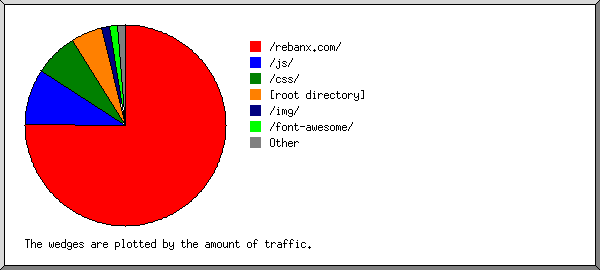 /rebanx.com/
/js/
/css/
[root directory]
/img/
/font-awesome/
Other
The wedges are plotted by the amount of traffic.